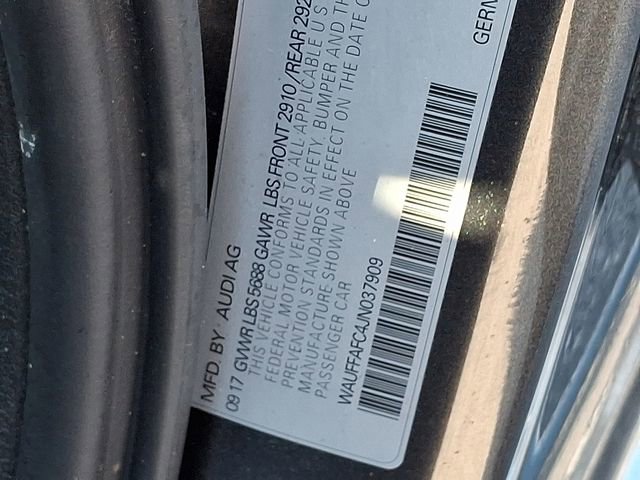 MFD. BY AUDI AG
09 17 GVWR LBS 5688 GAWR LBS FRONT 2910/REAR 292
THIS VEHICLE CONFORMS TO ALL APPLICABLE U S
FEDERAL MOTOR VEHICLE SAFETY, BUMPER AND TH
PREVENTION STANDARDS IN EFFECT ON THE DATE O
MANUFACTURE SHOWN ABOVE
PASSENGER CAR
WAUFFAFC4JN037909
GERM